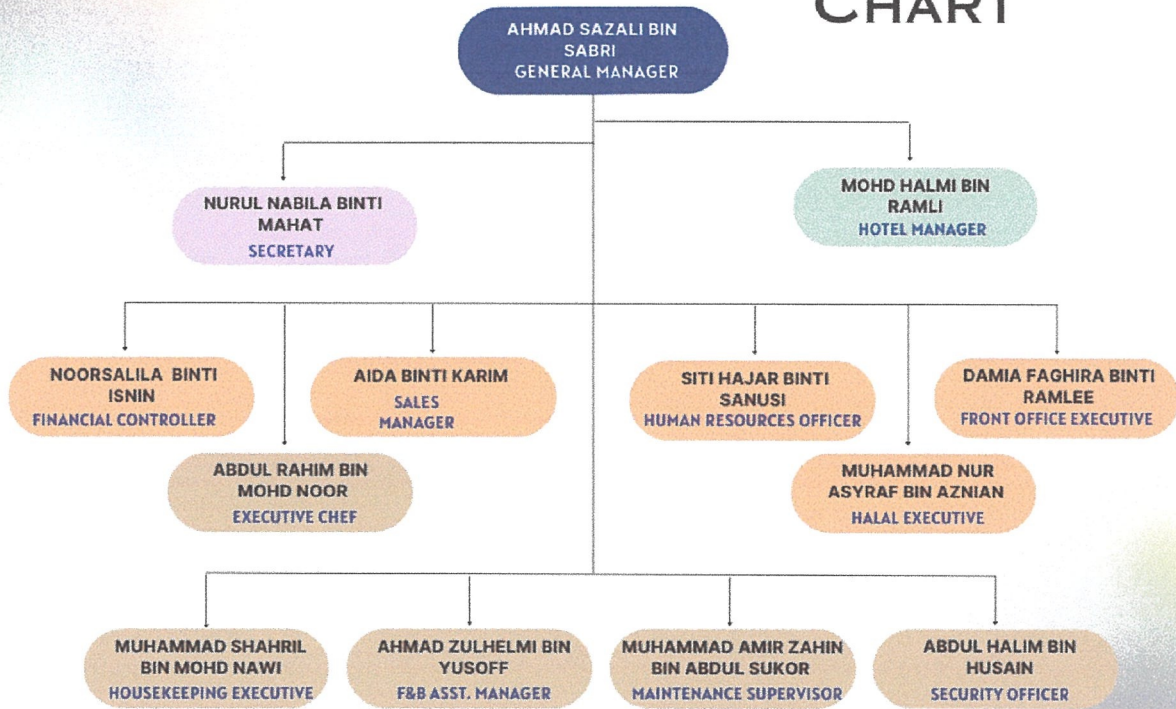 CHART
AHMAD SAZALI BIN
SABRI
GENERAL MANAGER
NURUL NABILA BINTI
MAHAT
SECRETARY
MOHD HALMI BIN
RAMLI
HOTEL MANAGER
NOORSALILA BINTI
ISNIN
FINANCIAL CONTROLLER
AIDA BINTI KARIM
SALES
MANAGER
SITI HAJAR BINTI
SANUSI
HUMAN RESOURCES OFFICER
DAMIA FAGHIRA BINTI
RAMLEE
FRONT OFFICE EXECUTIVE
ABDUL RAHIM BIN
MOHD NOOR
EXECUTIVE CHEF
MUHAMMAD NUR
ASYRAF BIN AZNIAN
HALAL EXECUTIVE
MUHAMMAD SHAHRIL
BIN MOHD NAWI
HOUSEKEEPING EXECUTIVE
AHMAD ZULHELMI BIN
YUSOFF
F&B ASST. MANAGER
MUHAMMAD AMIR ZAHIN
BIN ABDUL SUKOR
MAINTENANCE SUPERVISOR
ABDUL HALIM BIN
HUSAIN
SECURITY OFFICER